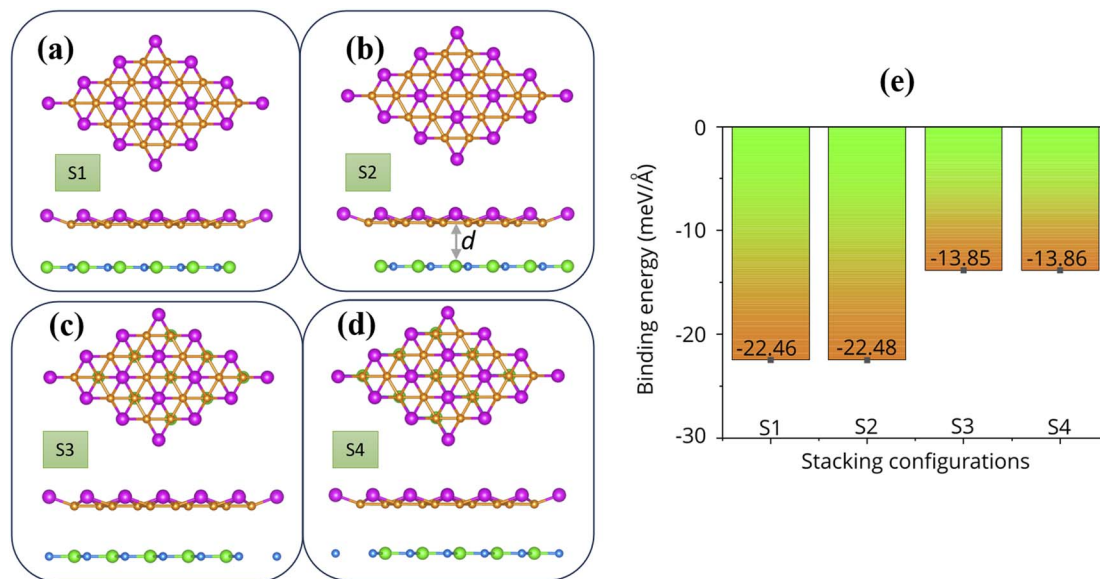 (a)
S1
(b)
S2
d
(c)
S3
(d)
S4
(e)
Binding energy (meV/Å)
0
-10
-20
-30
-22.46
-22.48
-13.85
-13.86
S1
S2
S3
S4
Stacking configurations